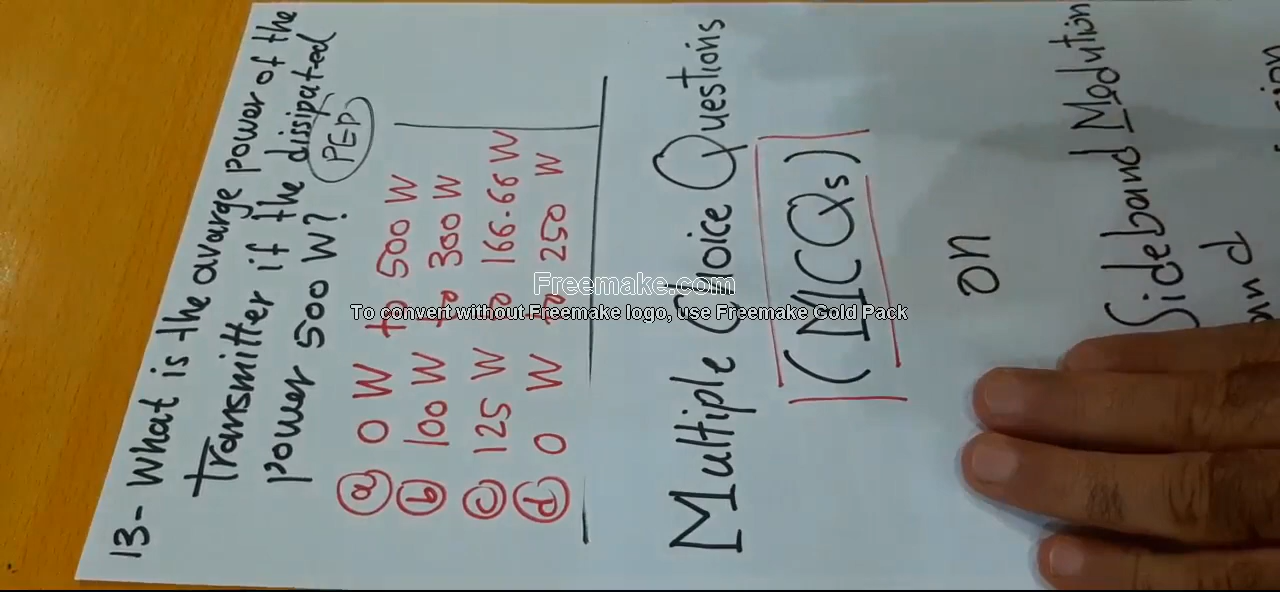 13- What is the avarge power of the
Transmitter if the dissipated
power 500 W? PEP
(a) 0 W to 500 W
(b) 100 W to 300 W
(c) 125 W to 166.66 W
(d) 0 W to 250 W
Multiple Choice Questions
(MCQs)
on
Sideband Modution
Freemake.com
To convert without Freemake logo, use Freemake Gold Pack